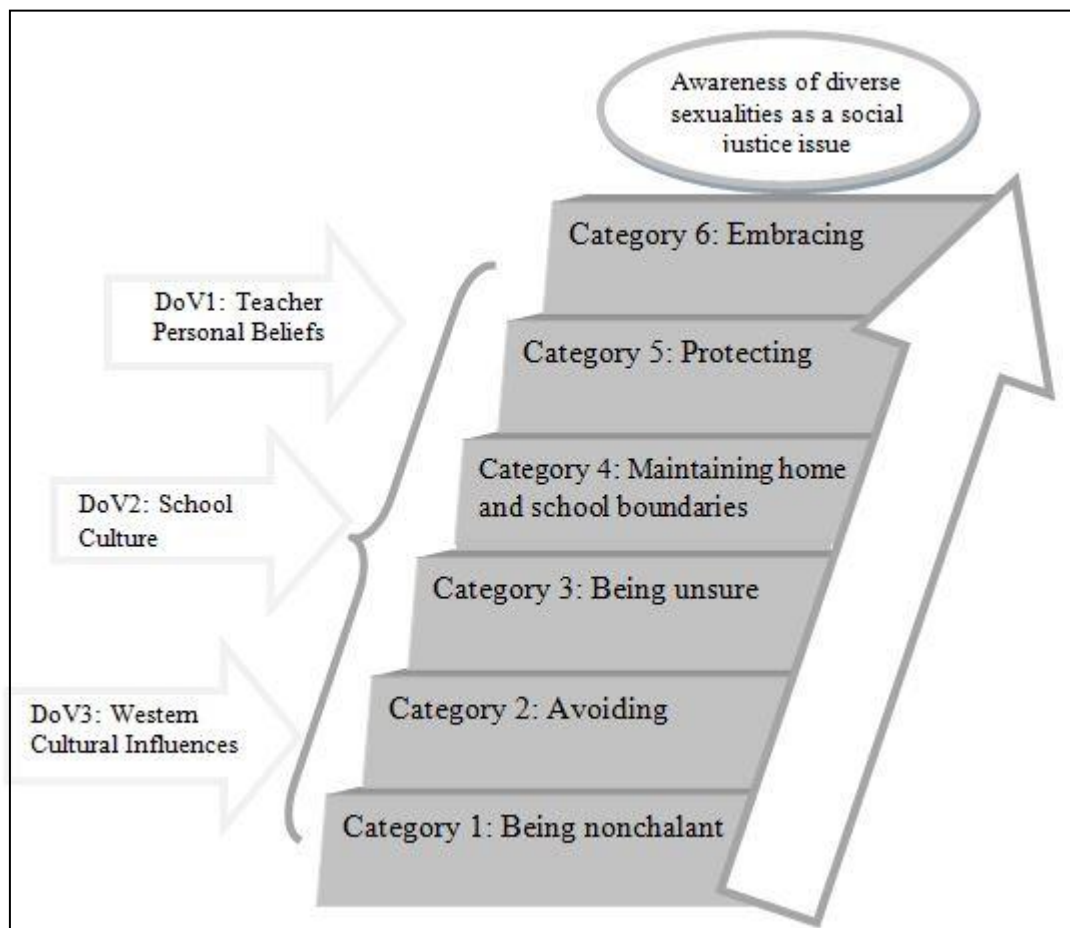 Awareness of diverse
sexualities as a social
justice issue
Category 6: Embracing
DoV1: Teacher
Personal Beliefs
Category 5: Protecting
Category 4: Maintaining home
and school boundaries
DoV2: School
Culture
Category 3: Being unsure
Category 2: Avoiding
DoV3: Western
Cultural Influences
Category 1: Being nonchalant